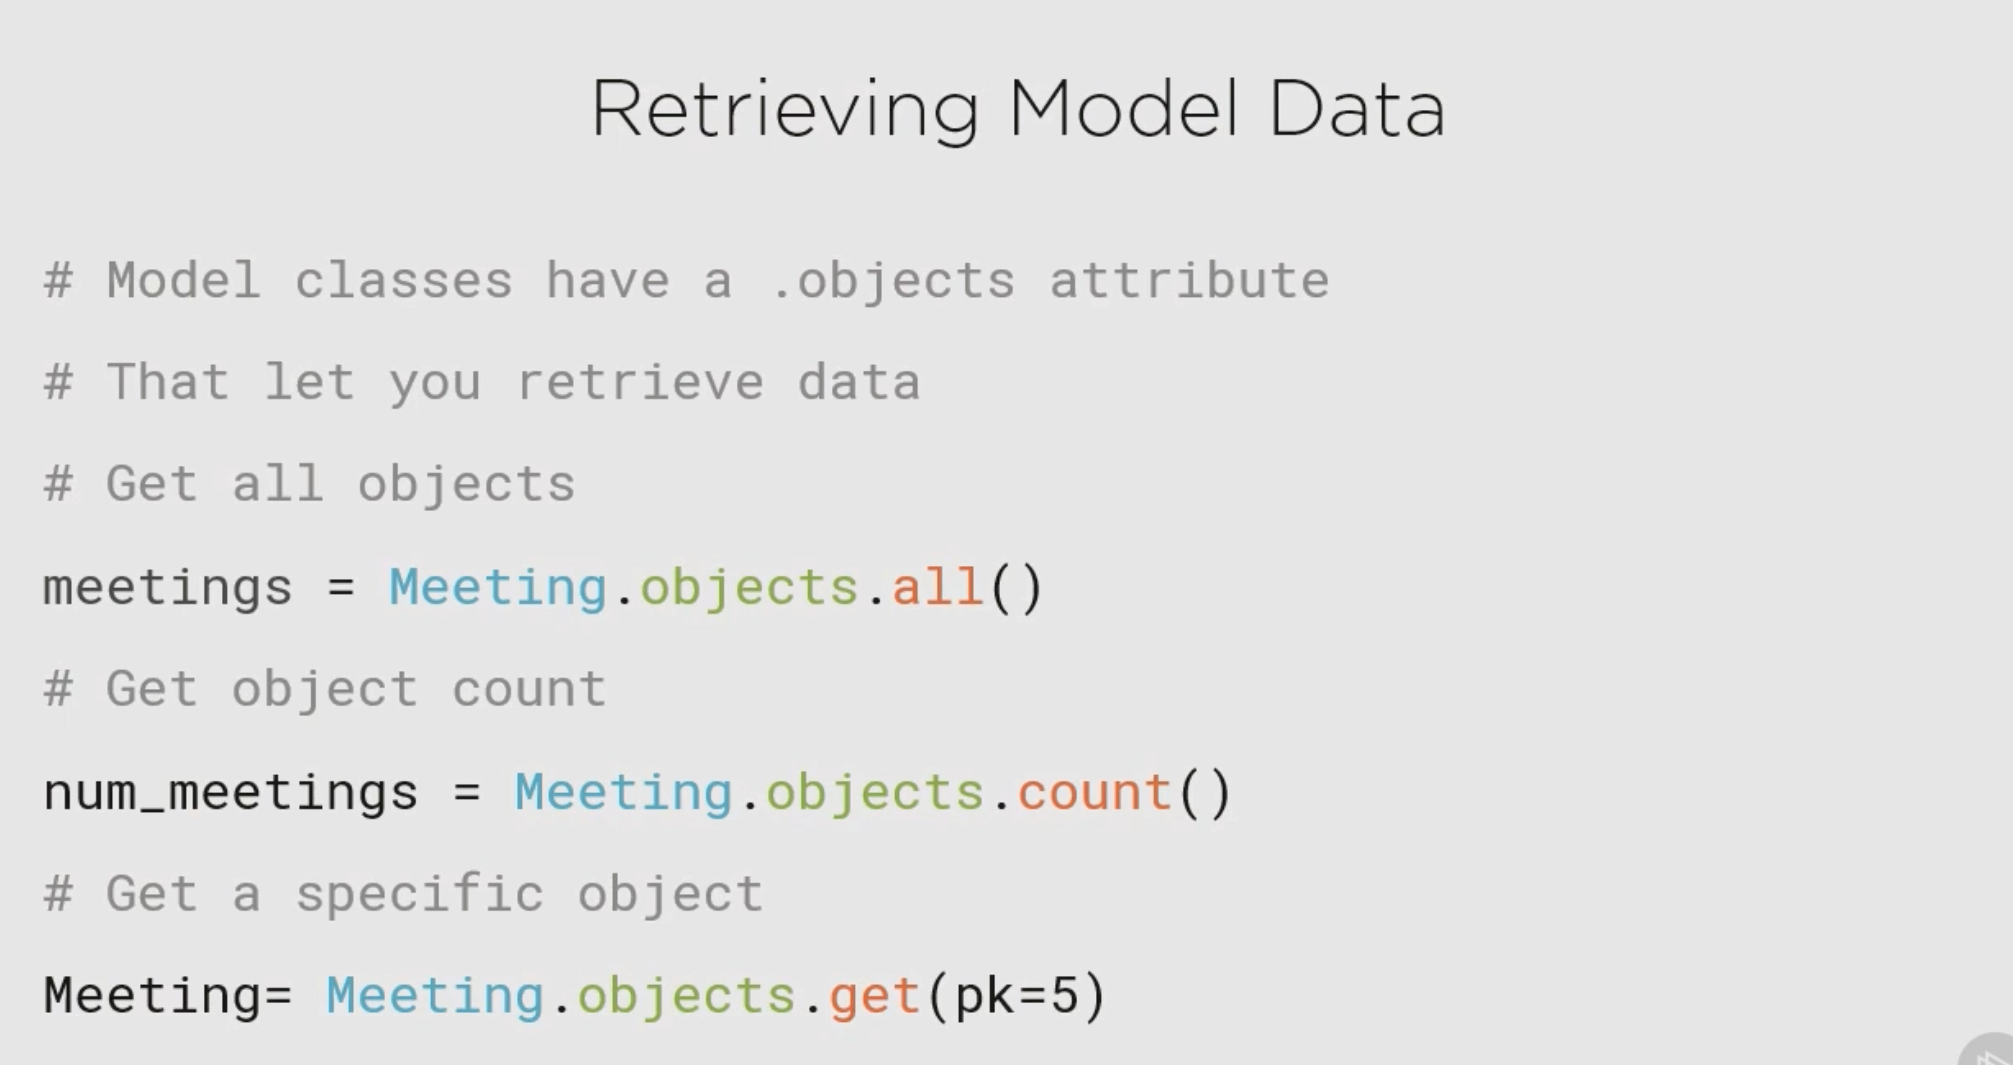 Retrieving Model Data
# Model classes have a .objects attribute
# That let you retrieve data
# Get all objects
meetings = Meeting.objects.all()
# Get object count
num_meetings = Meeting.objects.count()
# Get a specific object
Meeting= Meeting.objects.get(pk=5)